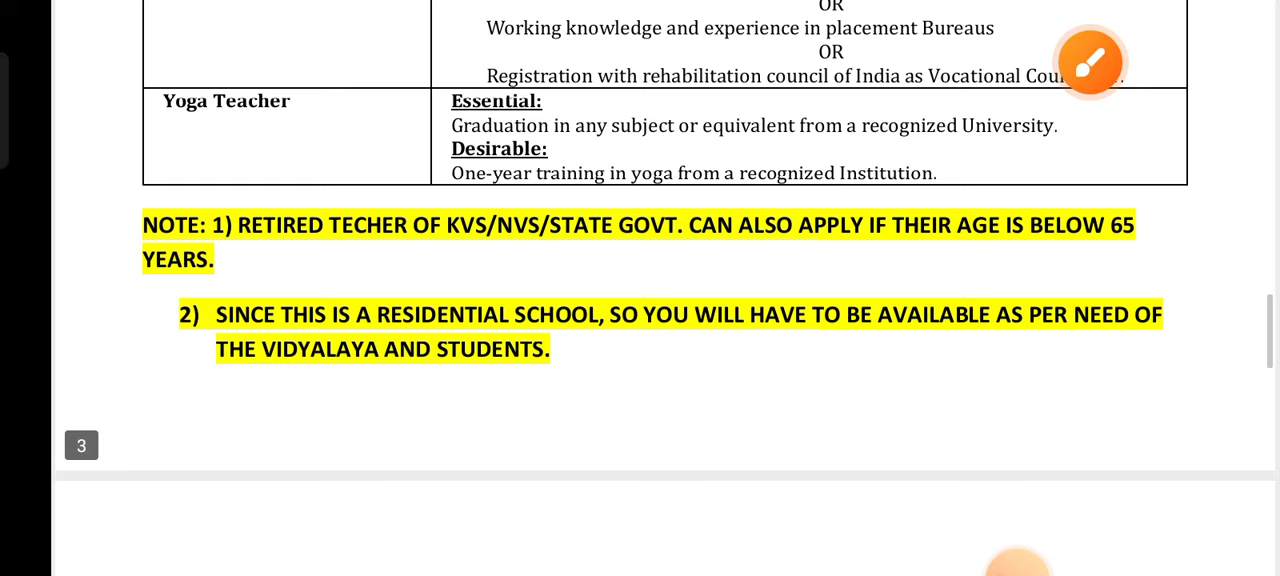 OR
Working knowledge and experience in placement Bureaus
OR
Registration with rehabilitation council of India as Vocational
Yoga Teacher
Essential:
Graduation in any subject or equivalent from a recognized University.
Desirable:
One-year training in yoga from a recognized Institution.
NOTE: 1) RETIRED TECHER OF KVS/NVS/STATE GOVT. CAN ALSO APPLY IF THEIR AGE IS BELOW 65
YEARS.
2) SINCE THIS IS A RESIDENTIAL SCHOOL, SO YOU WILL HAVE TO BE AVAILABLE AS PER NEED OF
THE VIDYALAYA AND STUDENTS.
3